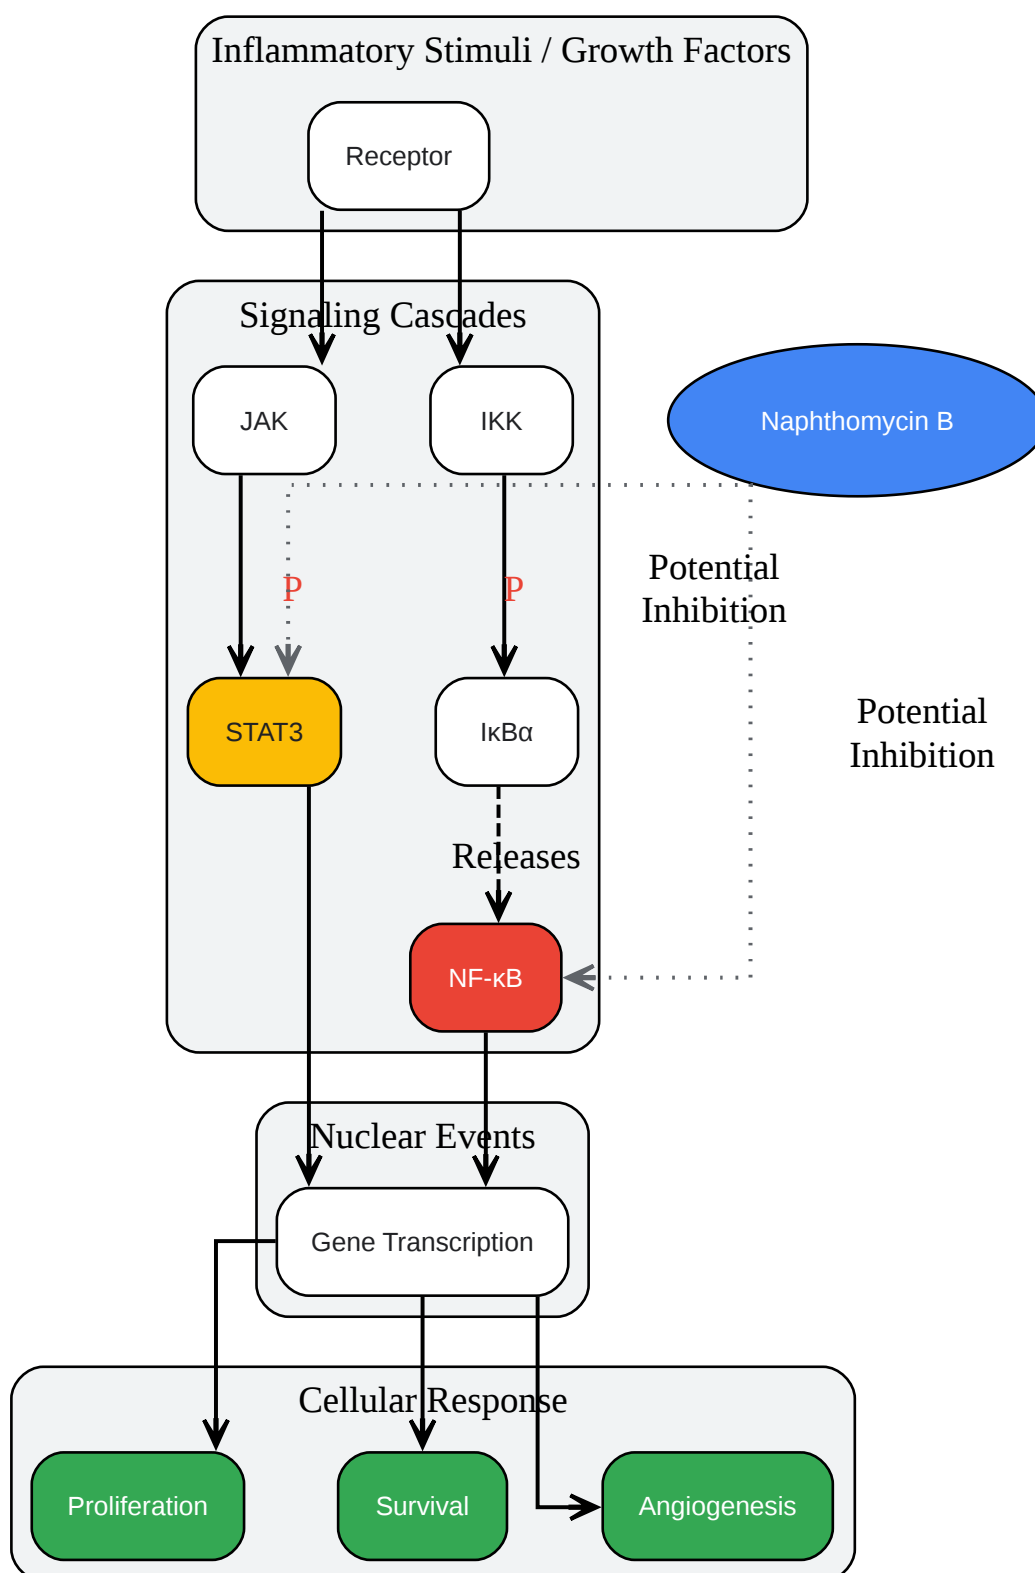 Inflammatory Stimuli / Growth Factors
Receptor
Signaling Cascades
JAK
IKK
Naphthomycin B
P
P
Potential
Inhibition
STAT3
IκBα
Potential
Inhibition
Releases
NF-κB
Nuclear Events
Gene Transcription
Cellular Response
Proliferation
Survival
Angiogenesis